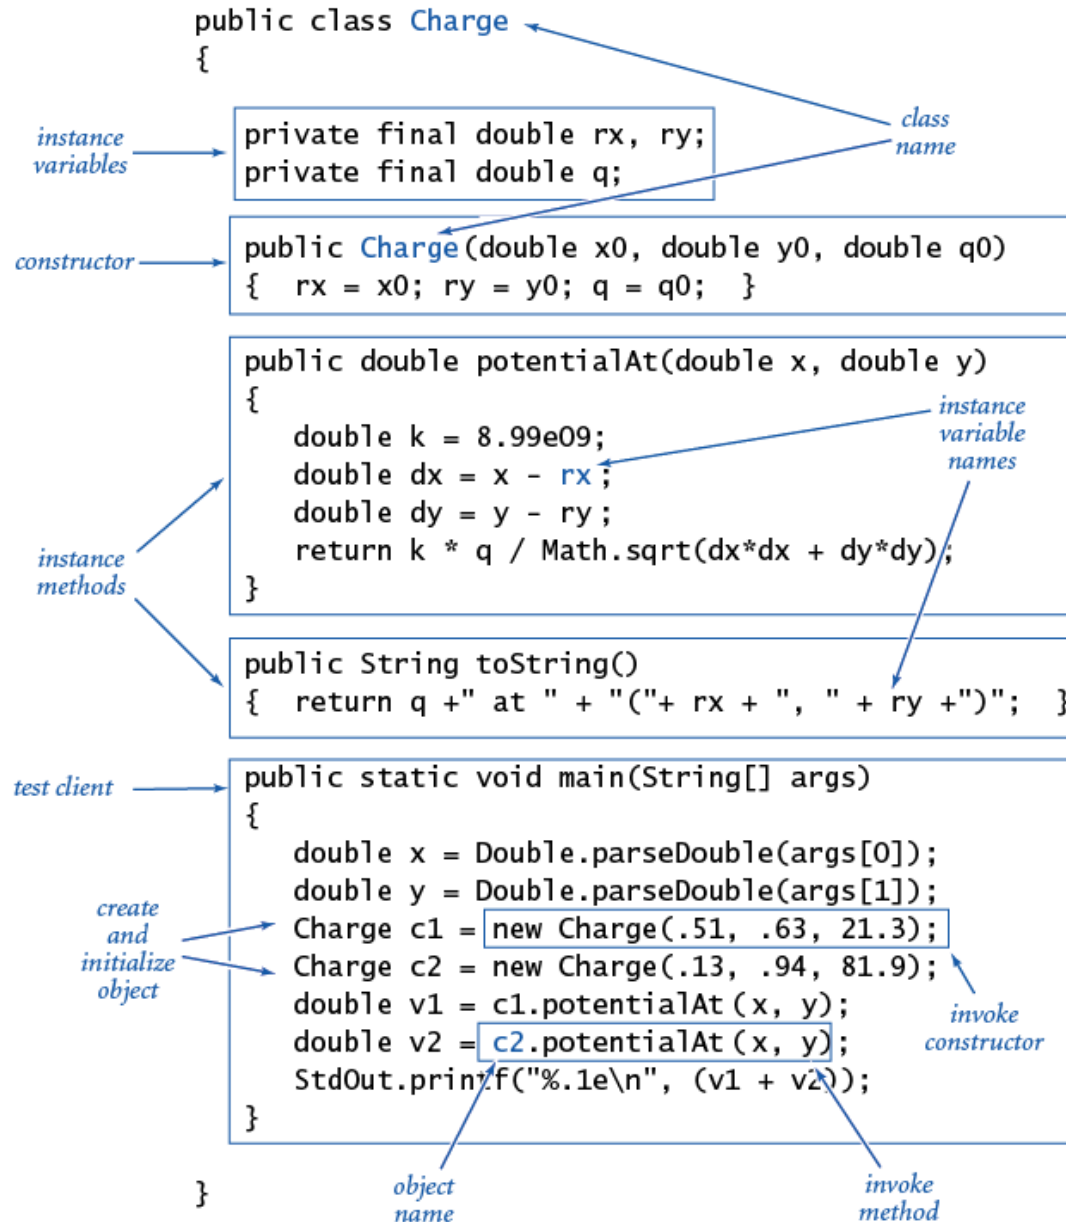 public class Charge
{
class
name
instance
variables
private final double rx, ry;
private final double q;
constructor
public Charge(double x0, double y0, double q0)
{ rx = x0; ry = y0; q = q0; }
instance
methods
public double potentialAt(double x, double y)
{
double k = 8.99e09;
double dx = x - rx;
double dy = y - ry;
return k * q / Math.sqrt(dx*dx + dy*dy);
}
instance
variable
names
public String toString()
{ return q +" at " + "("+ rx + ", " + ry +")"; }
test client
public static void main(String[] args)
{
double x = Double.parseDouble(args[0]);
double y = Double.parseDouble(args[1]);
Charge c1 = new Charge(.51, .63, 21.3);
Charge c2 = new Charge(.13, .94, 81.9);
double v1 = c1.potentialAt(x, y);
double v2 = c2.potentialAt(x, y);
StdOut.printf("%.1e\n", (v1 + v2));
}
create
and
initialize
object
invoke
constructor
}
object
name
invoke
method